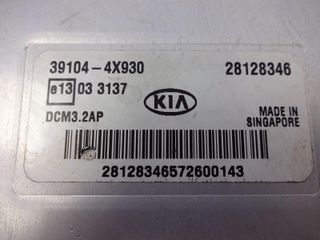 39104-4X930 28128346
e13 03 3137
KIA
DCM3.2AP
MADE IN
SINGAPORE
28128346572600143